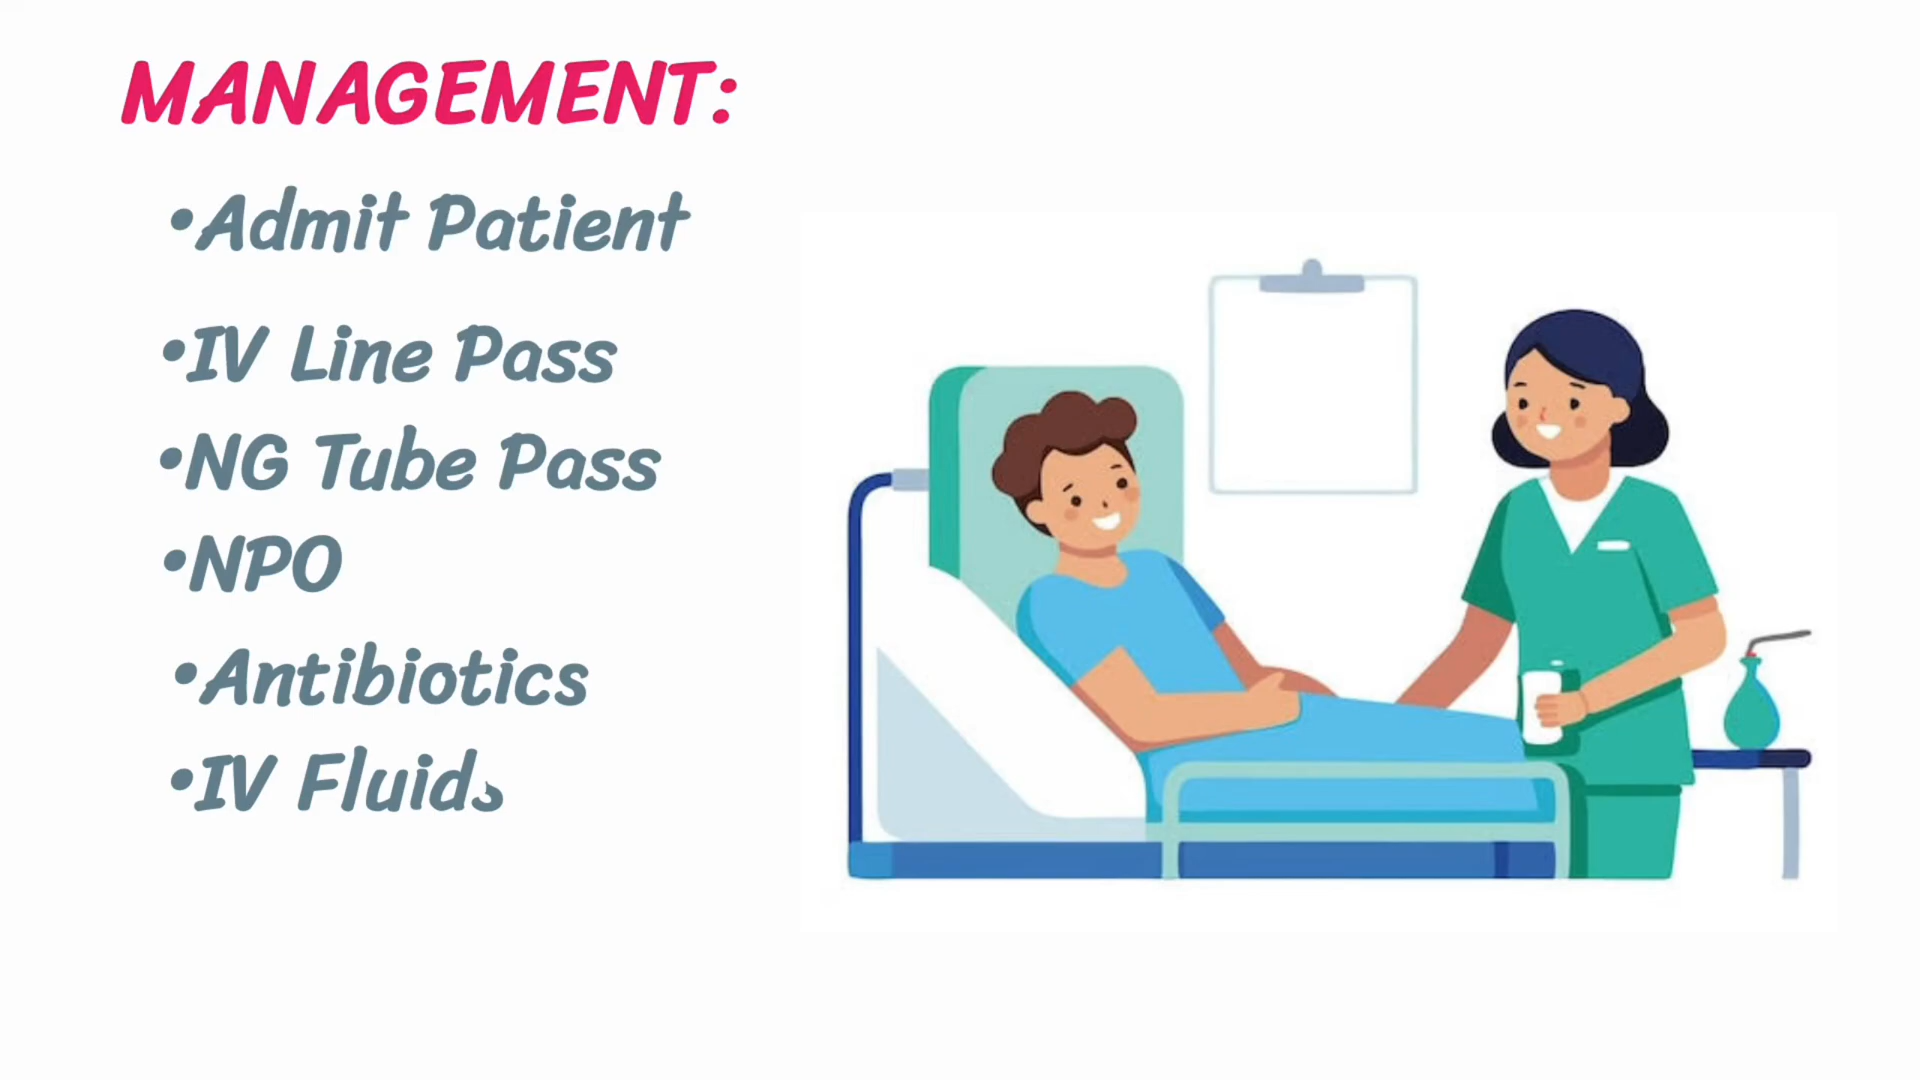 MANAGEMENT:
•Admit Patient
•IV Line Pass
•NG Tube Pass
•NPO
•Antibiotics
•IV Fluids